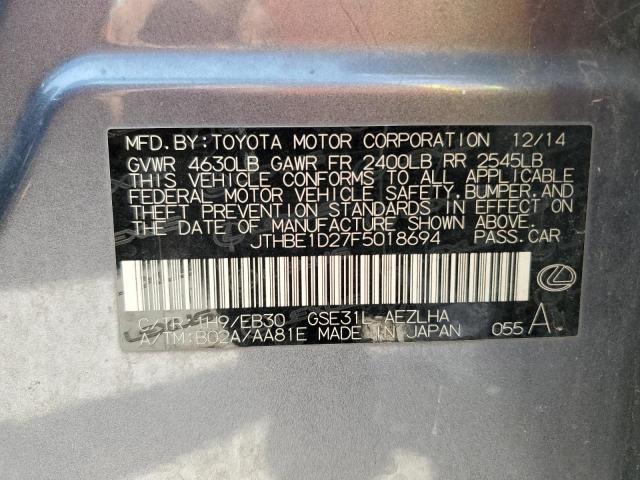 MFD.BY:TOYOTA MOTOR CORPORATION 12/14
GVWR 4630LB GAWR FR 2400LB RR 2545LB
THIS VEHICLE CONFORMS TO ALL APPLICABLE
FEDERAL MOTOR VEHICLE SAFETY,BUMPER,AND
THEFT PREVENTION STANDARDS IN EFFECT ON
THE DATE OF MANUFACTURE SHOWN ABOVE.
JTHBE1D27F5018694 PASS.CAR
C/TR:1H9/EB30 GSE31L-AEZLHA
A/TM:B02A/AA81E MADE IN JAPAN 055 A